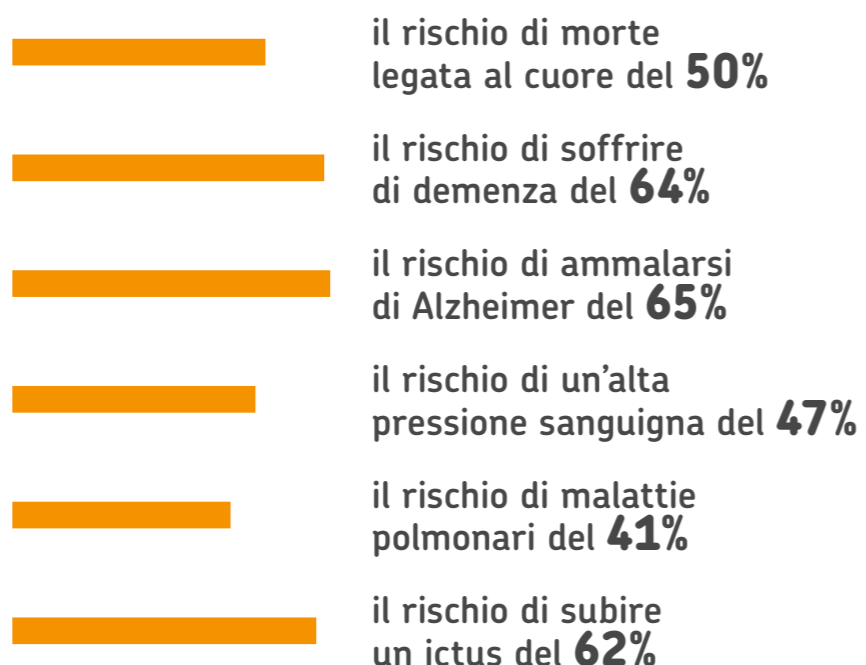 il rischio di morte
legata al cuore del 50%
il rischio di soffrire
di demenza del 64%
il rischio di ammalarsi
di Alzheimer del 65%
il rischio di un’alta
pressione sanguigna del 47%
il rischio di malattie
polmonari del 41%
il rischio di subire
un ictus del 62%